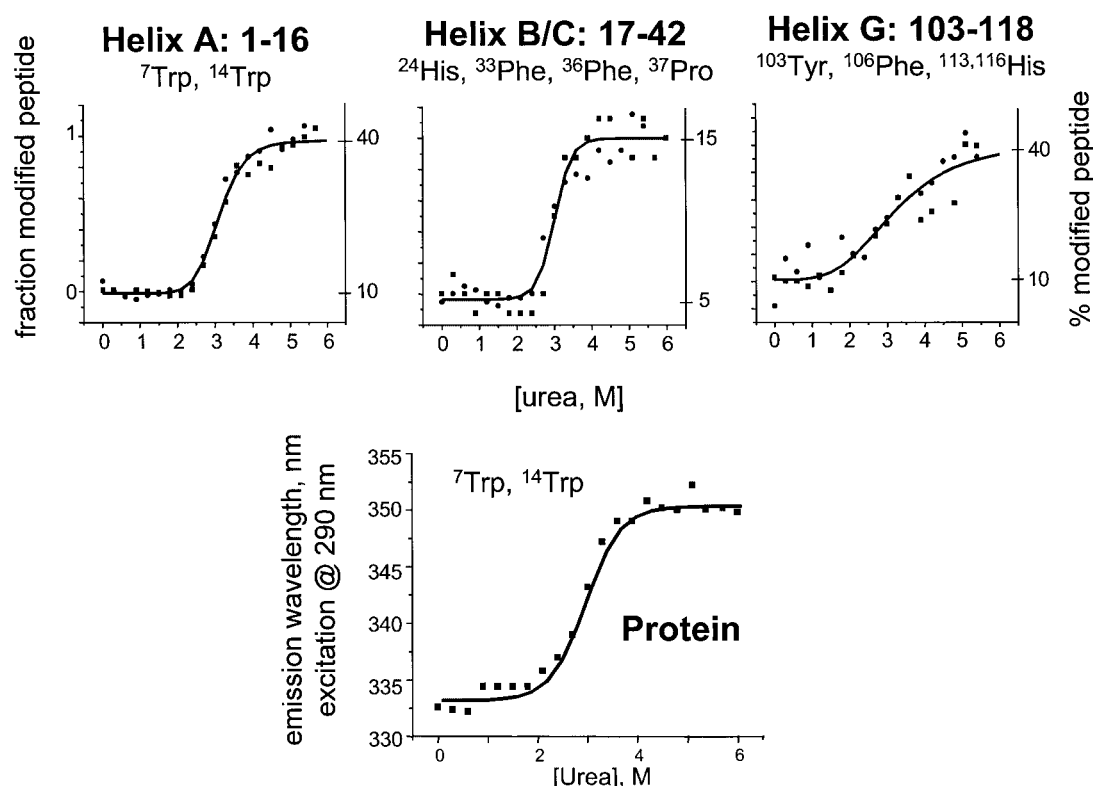 Helix A: 1-16
⁷Trp, ¹⁴Trp
Helix B/C: 17-42
²⁴His, ³³Phe, ³⁶Phe, ³⁷Pro
Helix G: 103-118
¹⁰³Tyr, ¹⁰⁶Phe, ¹¹³,¹¹⁶His
fraction modified peptide
1
0
40
10
0 1 2 3 4 5 6
15
5
0 1 2 3 4 5 6
40
10
0 1 2 3 4 5 6
% modified peptide
[urea, M]
emission wavelength, nm
excitation @ 290 nm
355
350
345
340
335
330
⁷Trp, ¹⁴Trp
Protein
0 2 4 6
[Urea], M